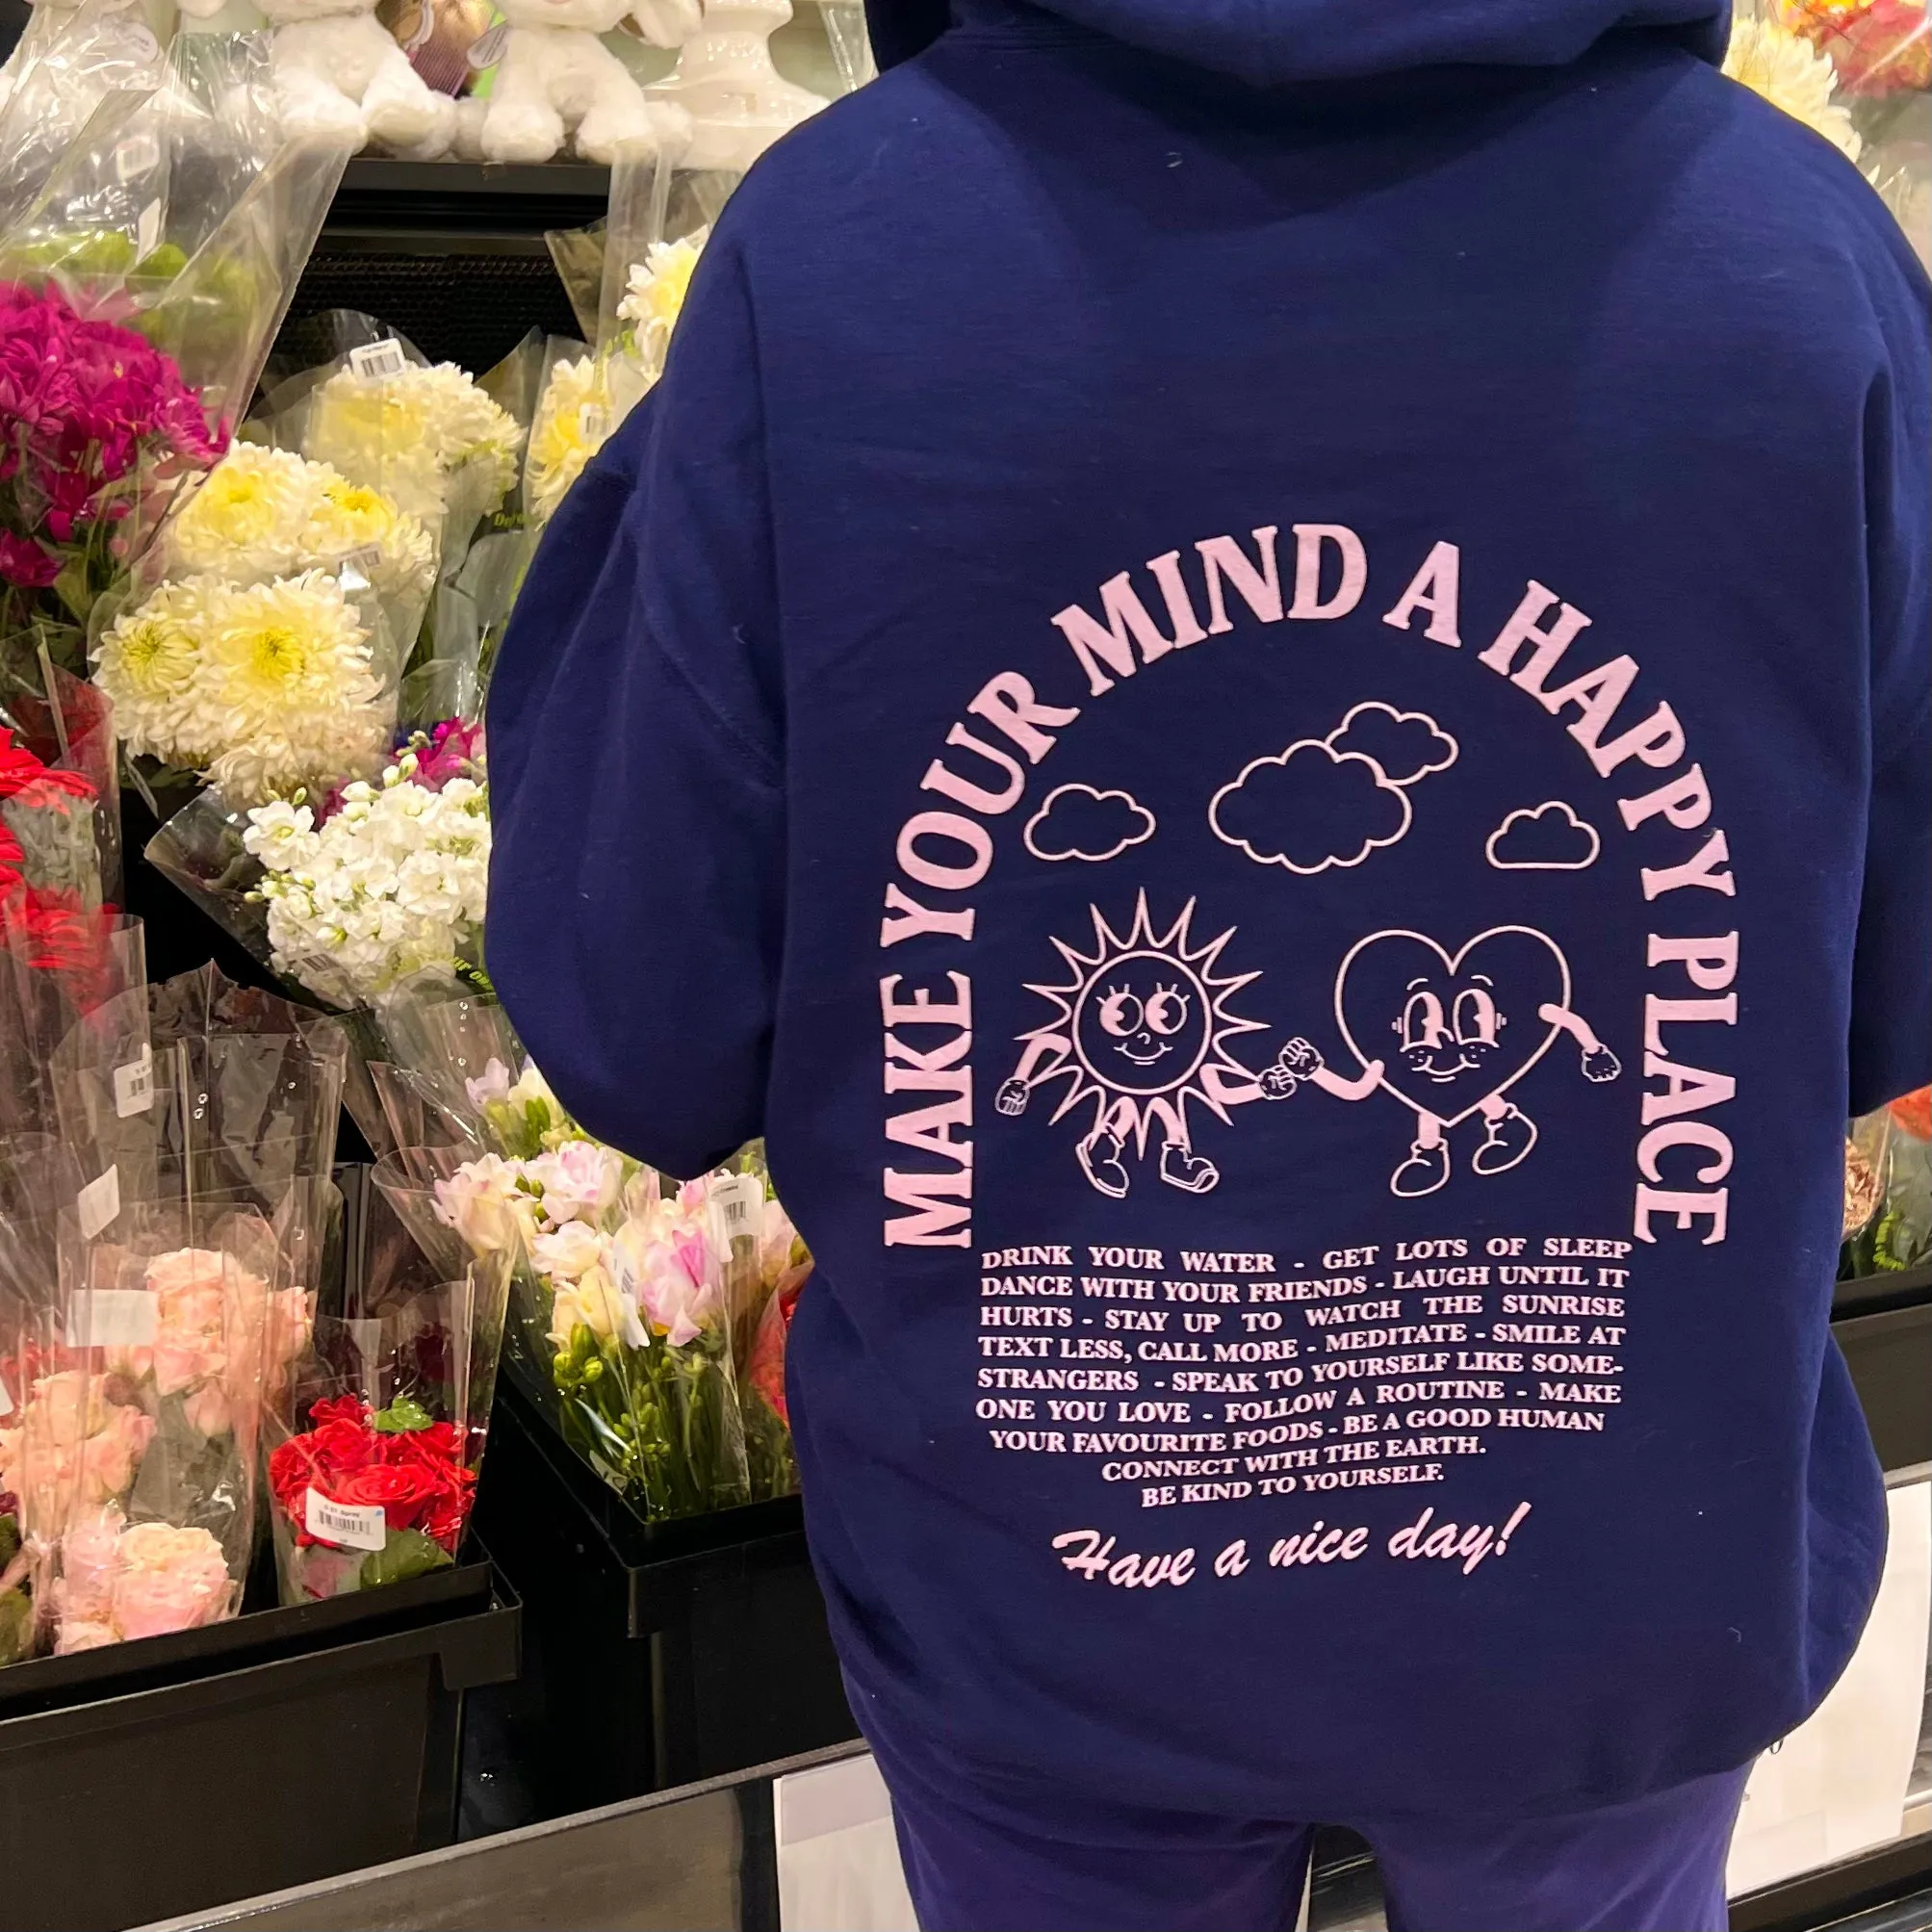 MAKE YOUR MIND A HAPPY PLACE
DRINK YOUR WATER - GET LOTS OF SLEEP
DANCE WITH YOUR FRIENDS - LAUGH UNTIL IT
HURTS - STAY UP TO WATCH THE SUNRISE
TEXT LESS, CALL MORE - MEDITATE - SMILE AT
STRANGERS - SPEAK TO YOURSELF LIKE SOME-
ONE YOU LOVE - FOLLOW A ROUTINE - MAKE
YOUR FAVOURITE FOODS - BE A GOOD HUMAN
CONNECT WITH THE EARTH.
BE KIND TO YOURSELF.
Have a nice day!